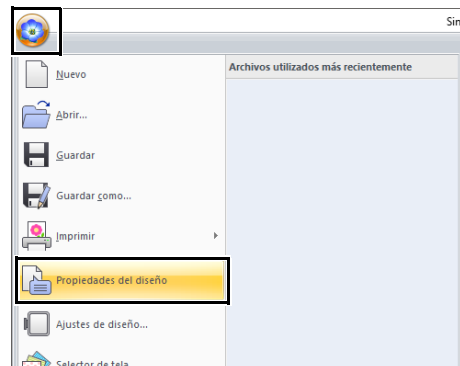 Sin
Nuevo
Archivos utilizados más recientemente
Abrir...
Guardar
Guardar como...
Imprimir
Propiedades del diseño
Ajustes de diseño...
Selector de tela